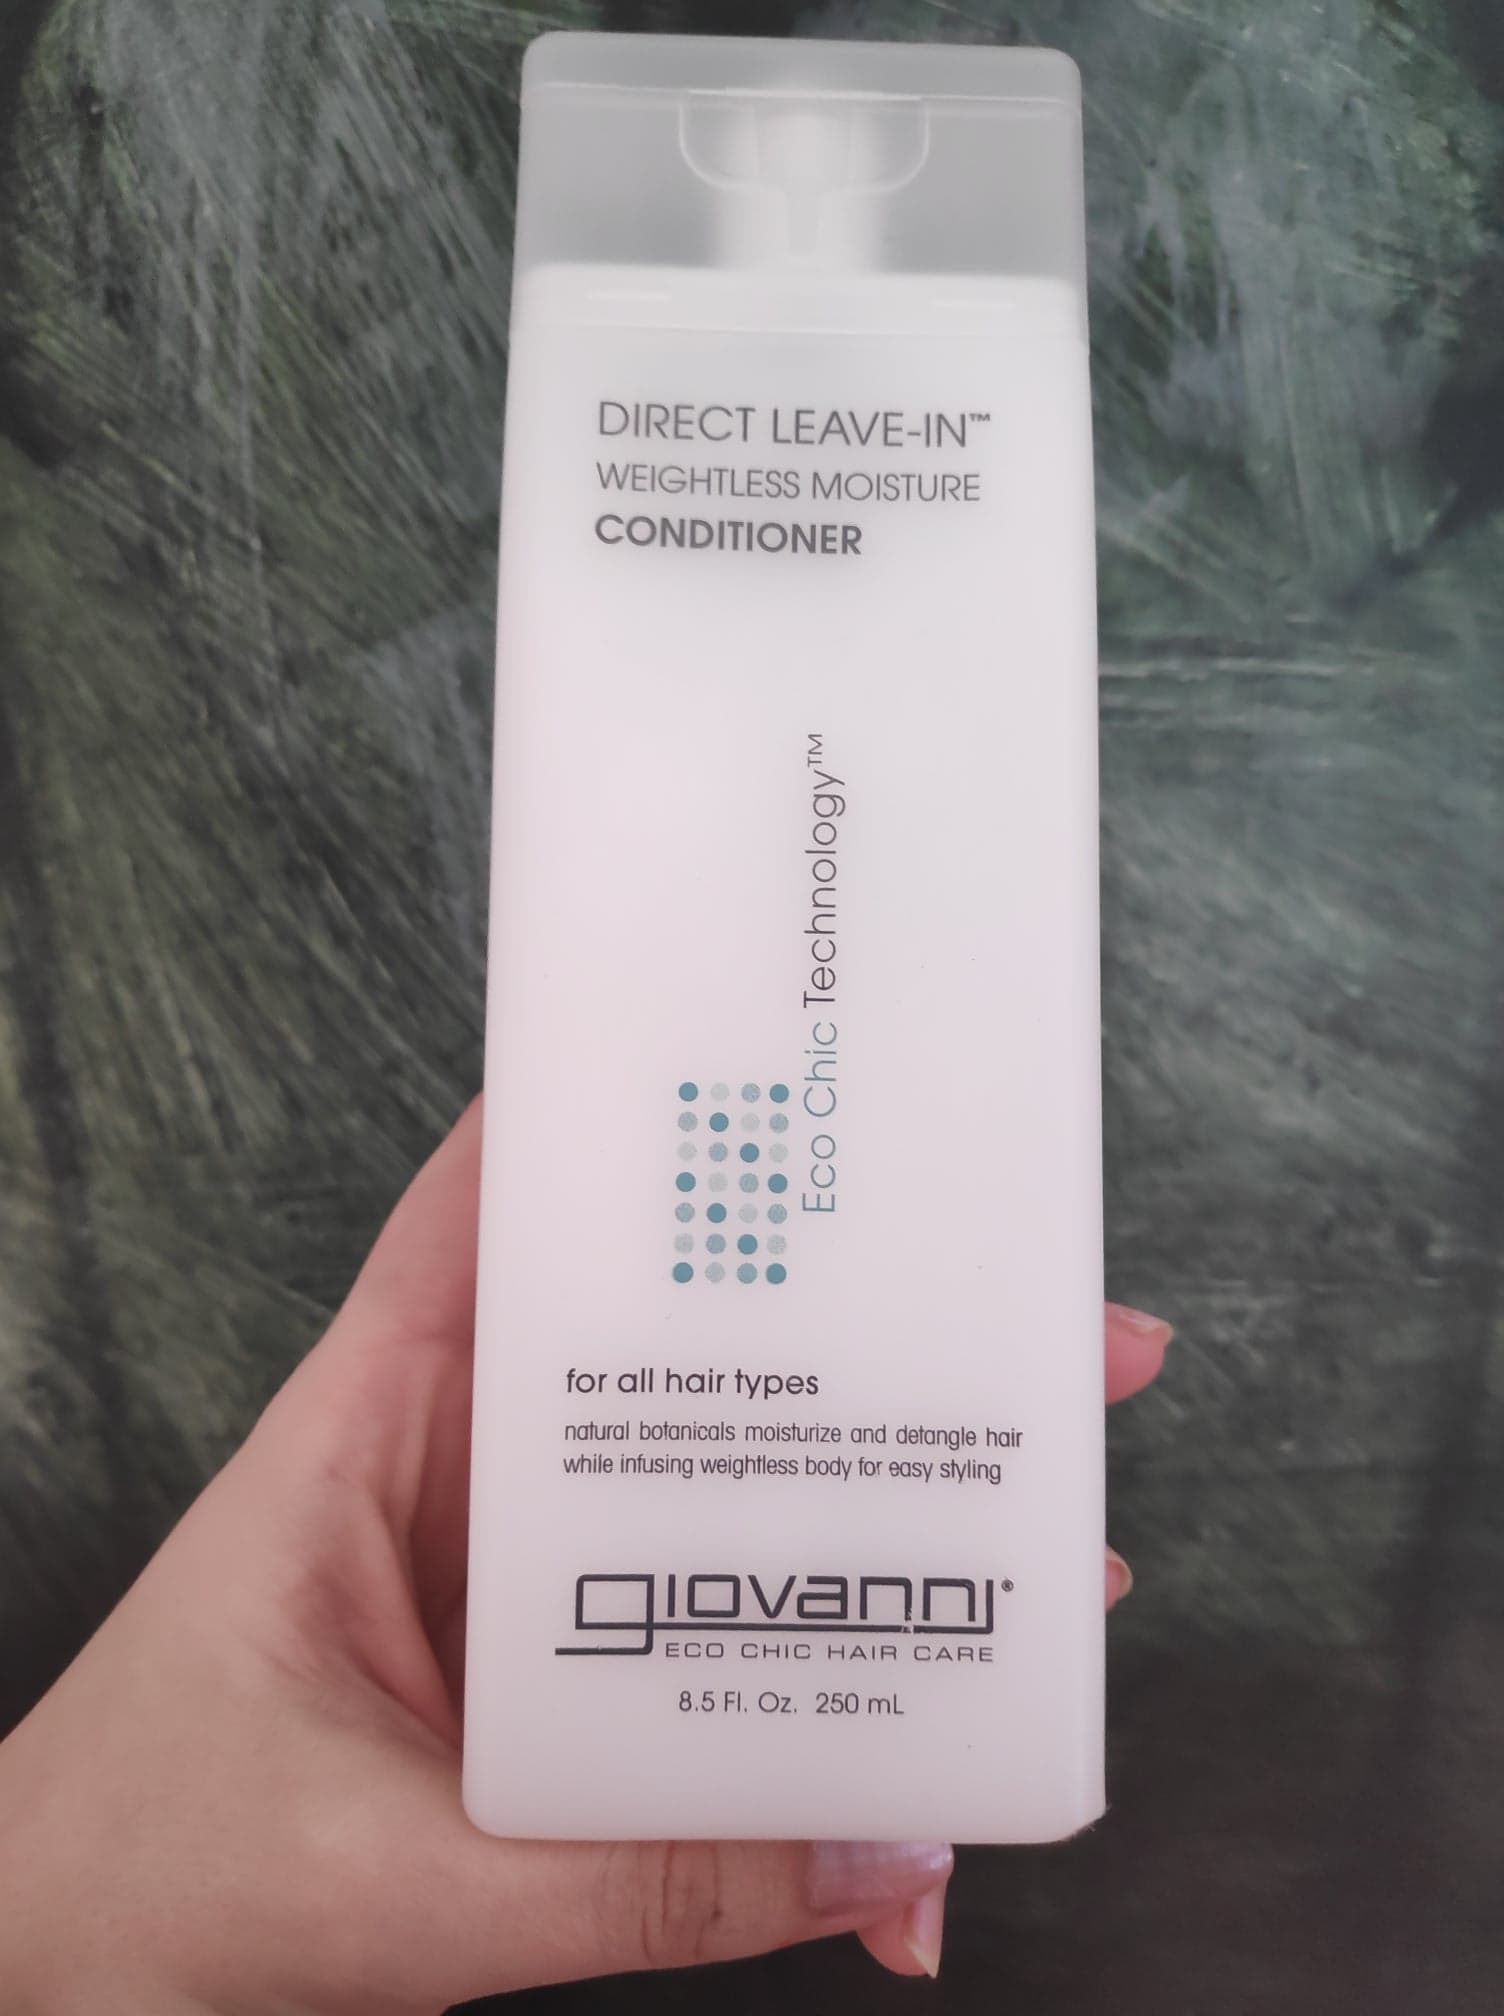 DIRECT LEAVE-IN™
WEIGHTLESS MOISTURE
CONDITIONER
Eco Chic Technology™
for all hair types
natural botanicals moisturize and detangle hair
while infusing weightless body for easy styling
giovanni®
ECO CHIC HAIR CARE
8.5 Fl. Oz. 250 mL